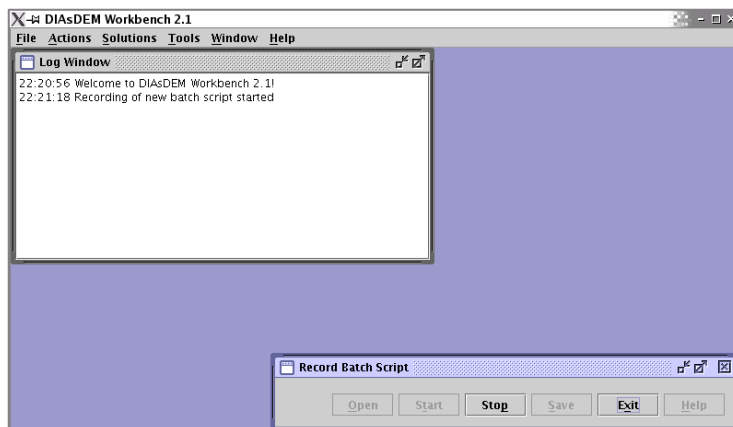 DIAsDEM Workbench 2.1
File Actions Solutions Tools Window Help
Log Window
22:20:56 Welcome to DIAsDEM Workbench 2.1!
22:21:18 Recording of new batch script started
Record Batch Script
Open Start Stop Save Exit Help